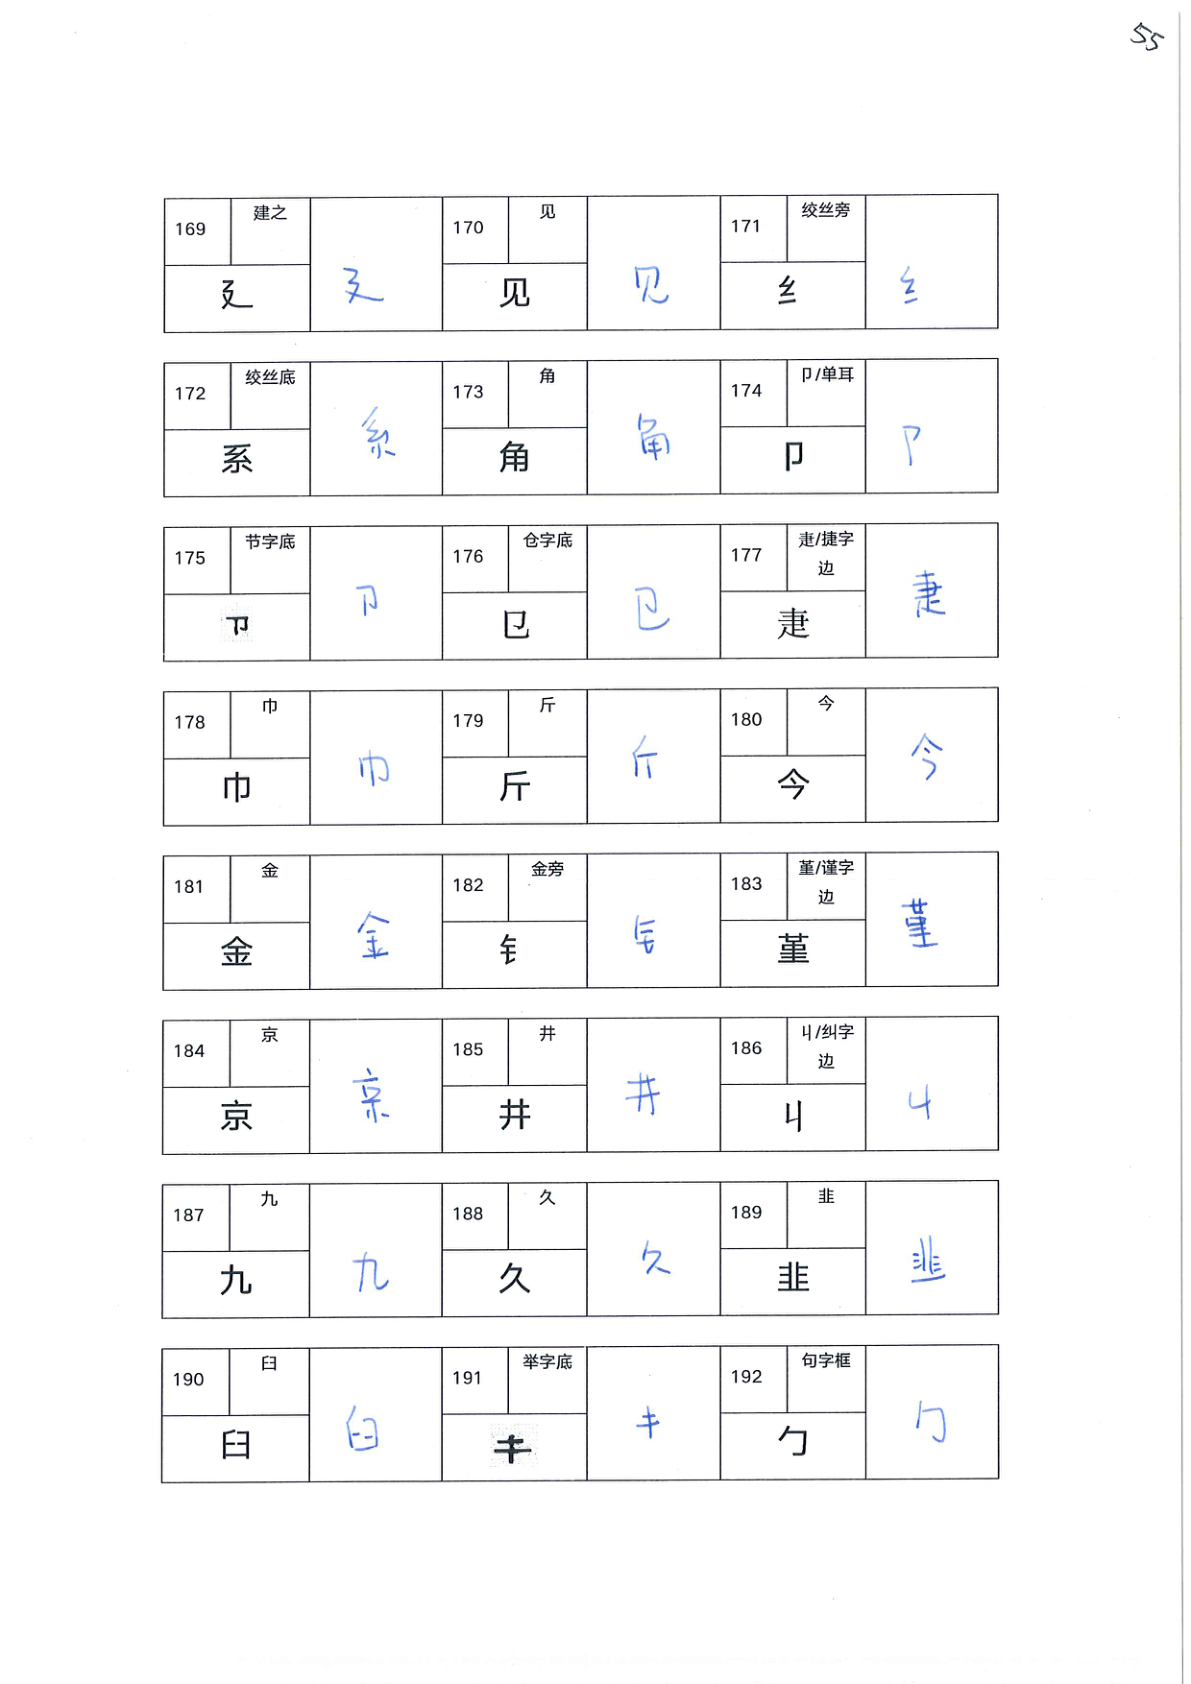 55
169 建之 廴 廴 170 见 见 见 171 绞丝旁 纟 纟
172 绞丝底 系 系 173 角 角 角 174 卩/单耳 卩 卩
175 节字底 卩 176 仓字底 㔾 㔾 177 疌/捷字边 疌 疌
178 巾 巾 巾 179 斤 斤 斤 180 今 今 今
181 金 金 金 182 金旁 钅 钅 183 堇/谨字边 堇 堇
184 京 京 京 185 井 井 井 186 丩/纠字边 丩 丩
187 九 九 九 188 久 久 久 189 韭 韭 韭
190 臼 臼 臼 191 举字底 192 句字框 勹 勹